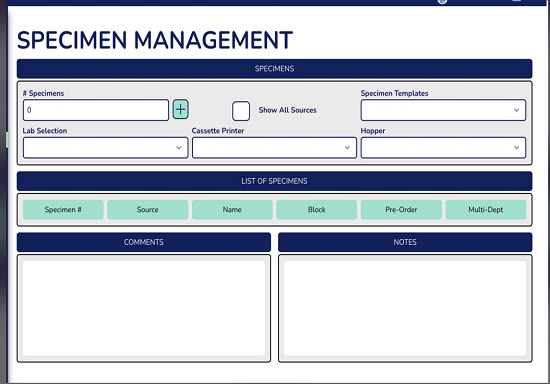 SPECIMEN MANAGEMENT
SPECIMENS
# Specimens
Specimen Templates
0
+
Show All Sources
Lab Selection
Cassette Printer
Hopper
LIST OF SPECIMENS
Specimen # Source Name Block Pre-Order Multi-Dept
COMMENTS NOTES